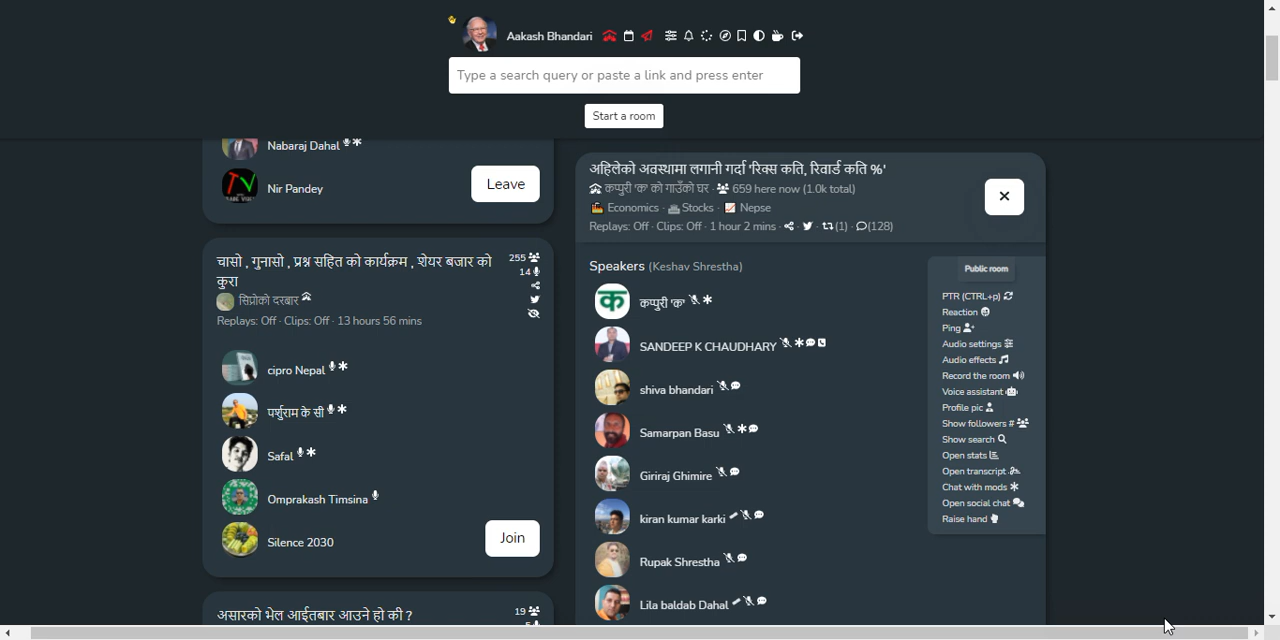 Aakash Bhandari
Type a search query or paste a link and press enter
Start a room
Nabaraj Dahal
Nir Pandey
Leave
चासो , गुनासो , प्रश्न सहित को कार्यक्रम , शेयर बजार को
कुरा
सिप्रोको दरबार
Replays: Off · Clips: Off · 13 hours 56 mins
255
14
cipro Nepal
पर्शुराम के सी
Safal
Omprakash Timsina
Silence 2030
Join
असारको भेल आईतबार आउने हो की ?
19
अहिलेको अवस्थामा लगानी गर्दा 'रिक्स कति, रिवार्ड कति %'
कप्पुरी 'क' को गाउँको घर · 659 here now (1.0k total)
Economics · Stocks · Nepse
Replays: Off · Clips: Off · 1 hour 2 mins · · · (1) · (128)
Speakers (Keshav Shrestha)
क कप्पुरी 'क'
SANDEEP K CHAUDHARY
shiva bhandari
Samarpan Basu
Giriraj Ghimire
kiran kumar karki
Rupak Shrestha
Lila baldab Dahal
Public room
PTR (CTRL+p)
Reaction
Ping
Audio settings
Audio effects
Record the room
Voice assistant
Profile pic
Show followers #
Show search
Open stats
Open transcript
Chat with mods
Open social chat
Raise hand